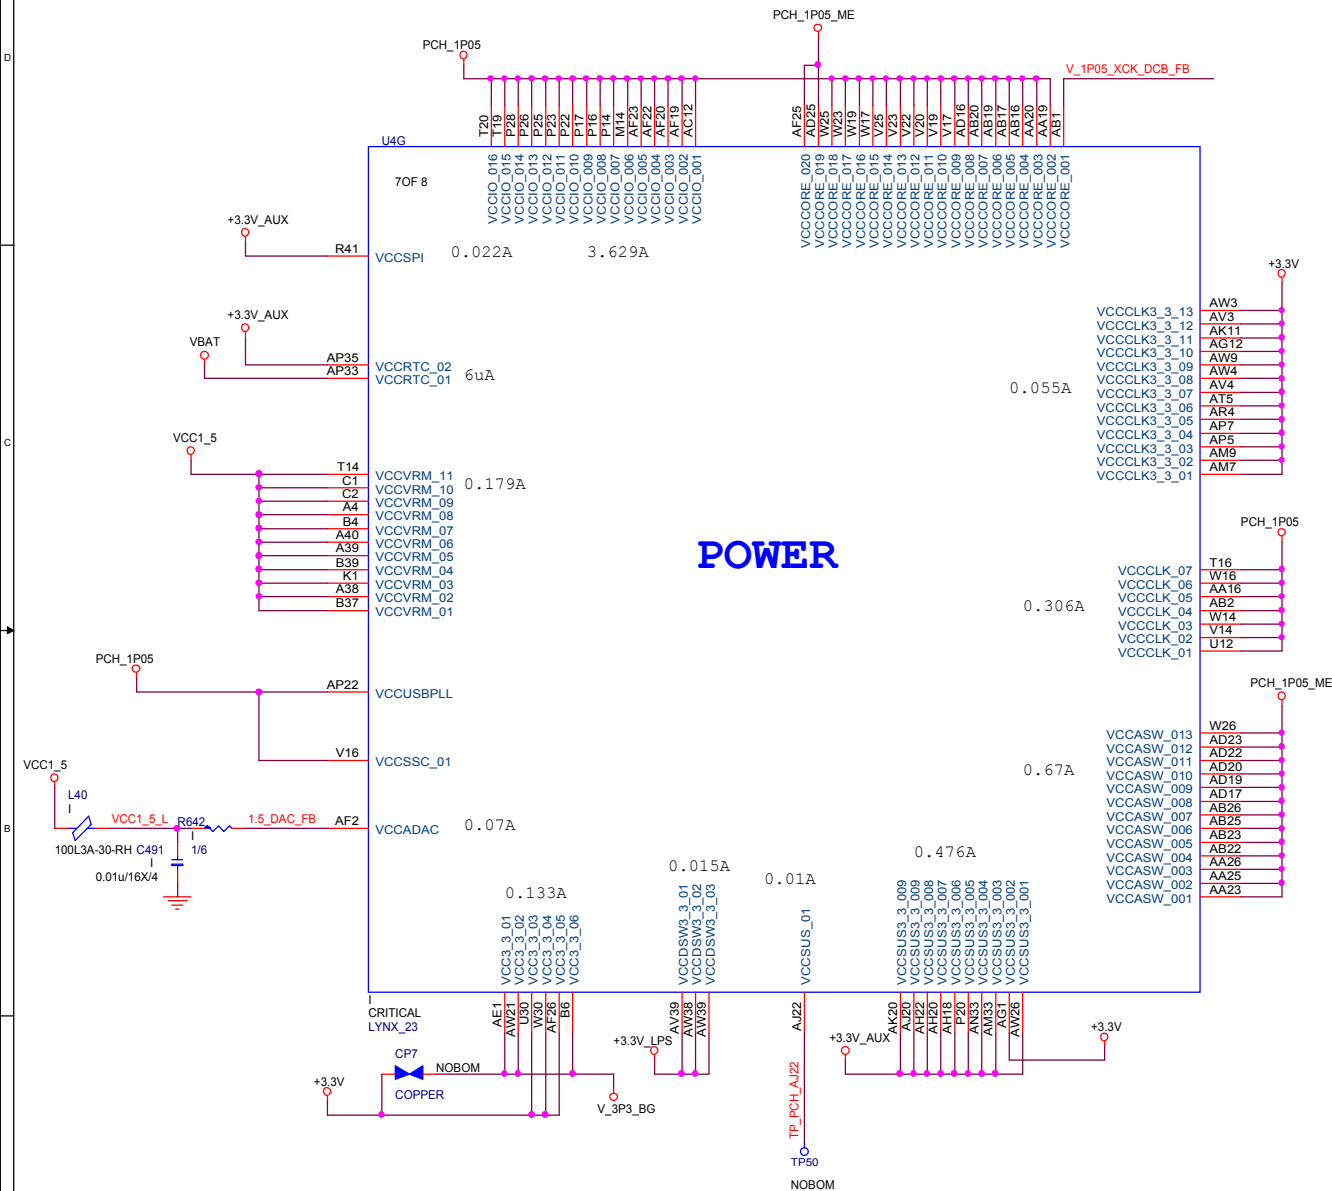 PCH_1P05_ME
PCH_1P05
D
V_1P05_XCK_DCB_FB
T20
T19
P28
P26
P25
P23
P22
P17
P16
P14
M14
AF23
AF22
AF20
AF19
AC12
AF25
AD25
W25
W23
W19
W17
V25
V23
V22
V20
V19
V17
AD16
AB20
AB19
AB17
AB16
AA20
AA19
AB1
U4G
7OF 8
VCCIO_016
VCCIO_015
VCCIO_014
VCCIO_013
VCCIO_012
VCCIO_011
VCCIO_010
VCCIO_009
VCCIO_008
VCCIO_007
VCCIO_006
VCCIO_005
VCCIO_004
VCCIO_003
VCCIO_002
VCCIO_001
VCCCORE_020
VCCCORE_019
VCCCORE_018
VCCCORE_017
VCCCORE_016
VCCCORE_015
VCCCORE_014
VCCCORE_013
VCCCORE_012
VCCCORE_011
VCCCORE_010
VCCCORE_009
VCCCORE_008
VCCCORE_007
VCCCORE_006
VCCCORE_005
VCCCORE_004
VCCCORE_003
VCCCORE_002
VCCCORE_001
+3.3V_AUX
R41
VCCSPI
0.022A
3.629A
+3.3V
+3.3V_AUX
VBAT
AP35
AP33
VCCRTC_02
VCCRTC_01
6uA
VCCCLK3_3_13 AW3
VCCCLK3_3_12 AV3
VCCCLK3_3_11 AK11
VCCCLK3_3_10 AG12
VCCCLK3_3_09 AW9
VCCCLK3_3_08 AW4
VCCCLK3_3_07 AV4
VCCCLK3_3_06 AT5
VCCCLK3_3_05 AR4
VCCCLK3_3_04 AP7
VCCCLK3_3_03 AP5
VCCCLK3_3_02 AM9
VCCCLK3_3_01 AM7
0.055A
C
VCC1_5
T14 VCCVRM_11
C1 VCCVRM_10
C2 VCCVRM_09
A4 VCCVRM_08
B4 VCCVRM_07
A40 VCCVRM_06
A39 VCCVRM_05
B39 VCCVRM_04
K1 VCCVRM_03
A38 VCCVRM_02
B37 VCCVRM_01
0.179A
POWER
PCH_1P05
VCCCLK_07 T16
VCCCLK_06 W16
VCCCLK_05 AA16
VCCCLK_04 AB2
VCCCLK_03 W14
VCCCLK_02 V14
VCCCLK_01 U12
0.306A
PCH_1P05
AP22 VCCUSBPLL
V16 VCCSSC_01
PCH_1P05_ME
VCCASW_013 W26
VCCASW_012 AD23
VCCASW_011 AD22
VCCASW_010 AD20
VCCASW_009 AD19
VCCASW_008 AD17
VCCASW_007 AB26
VCCASW_006 AB25
VCCASW_005 AB23
VCCASW_004 AB22
VCCASW_003 AA26
VCCASW_002 AA25
VCCASW_001 AA23
0.67A
VCC1_5
L40
VCC1_5_L
R642
1.5_DAC_FB
AF2
VCCADAC
0.07A
B
100L3A-30-RH
C491
1/6
0.01u/16X/4
0.133A
0.015A
0.01A
0.476A
VCC3_3_01
VCC3_3_02
VCC3_3_03
VCC3_3_04
VCC3_3_05
VCC3_3_06
VCCDSW3_3_01
VCCDSW3_3_02
VCCDSW3_3_03
VCCSUS_01
VCCSUS3_3_009
VCCSUS3_3_009
VCCSUS3_3_008
VCCSUS3_3_007
VCCSUS3_3_006
VCCSUS3_3_005
VCCSUS3_3_004
VCCSUS3_3_003
VCCSUS3_3_002
VCCSUS3_3_001
CRITICAL
LYNX_23
AE1
AW21
U30
W30
AF26
B6
AV39
AW38
AW39
AJ22
AK20
AJ20
AH22
AH20
AH18
P20
AN33
AM33
AG1
AW26
CP7
NOBOM
COPPER
+3.3V
V_3P3_BG
+3.3V_LPS
TP_PCH_AJ22
+3.3V_AUX
+3.3V
TP50
NOBOM